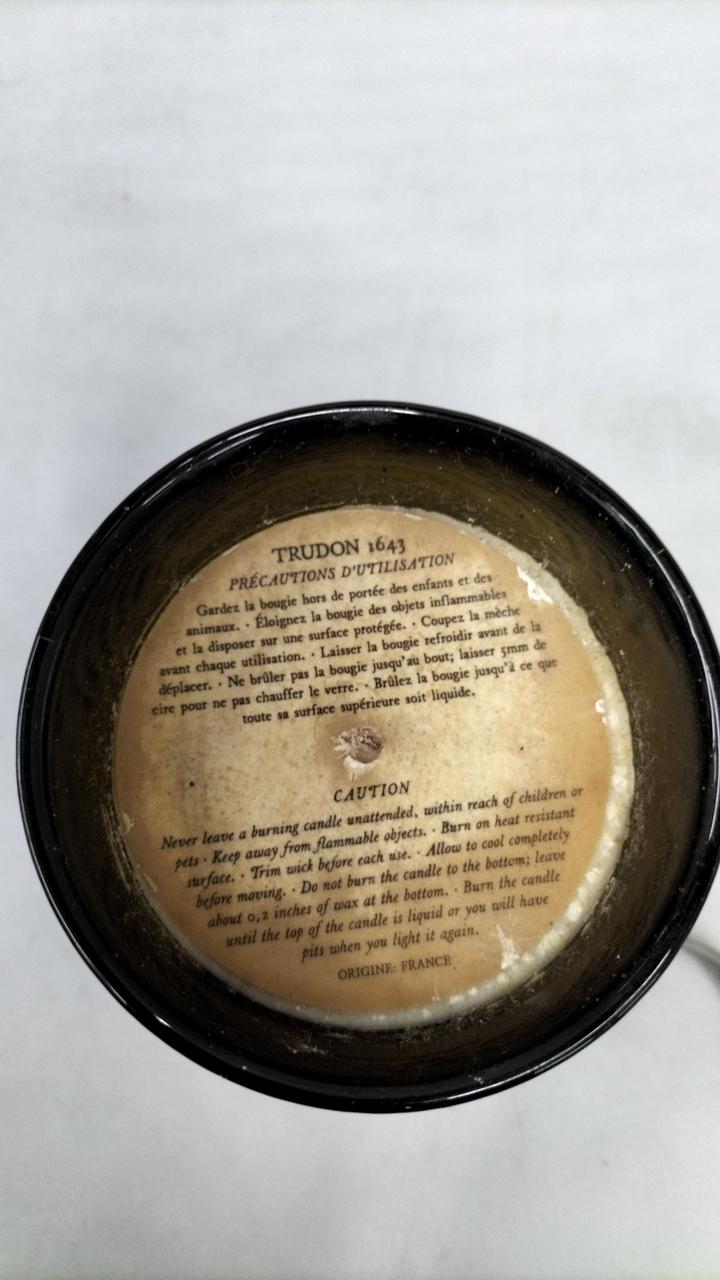 TRUDON 1643
PRÉCAUTIONS D'UTILISATION
Gardez la bougie hors de portée des enfants et des
animaux. · Éloignez la bougie des objets inflammables
et la disposer sur une surface protégée. · Coupez la mèche
avant chaque utilisation. · Laisser la bougie refroidir avant de la
déplacer. · Ne brûler pas la bougie jusqu'au bout; laisser 5mm de
cire pour ne pas chauffer le verre. · Brûlez la bougie jusqu'à ce que
toute sa surface supérieure soit liquide.
CAUTION
Never leave a burning candle unattended, within reach of children or
pets · Keep away from flammable objects. · Burn on heat resistant
surface. · Trim wick before each use. · Allow to cool completely
before moving. · Do not burn the candle to the bottom; leave
about 0,2 inches of wax at the bottom. · Burn the candle
until the top of the candle is liquid or you will have
pits when you light it again.
ORIGINE: FRANCE